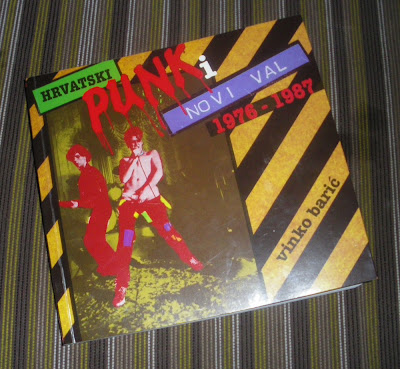 HRVATSKI
PUNK i
NOVI VAL
1976 - 1987
vinko barić